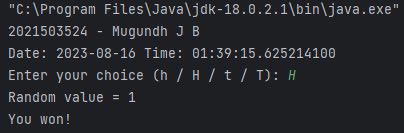 "C:\Program Files\Java\jdk-18.0.2.1\bin\java.exe"
2021503524 - Mugundh J B
Date: 2023-08-16 Time: 01:39:15.625214100
Enter your choice (h / H / t / T): H
Random value = 1
You won!